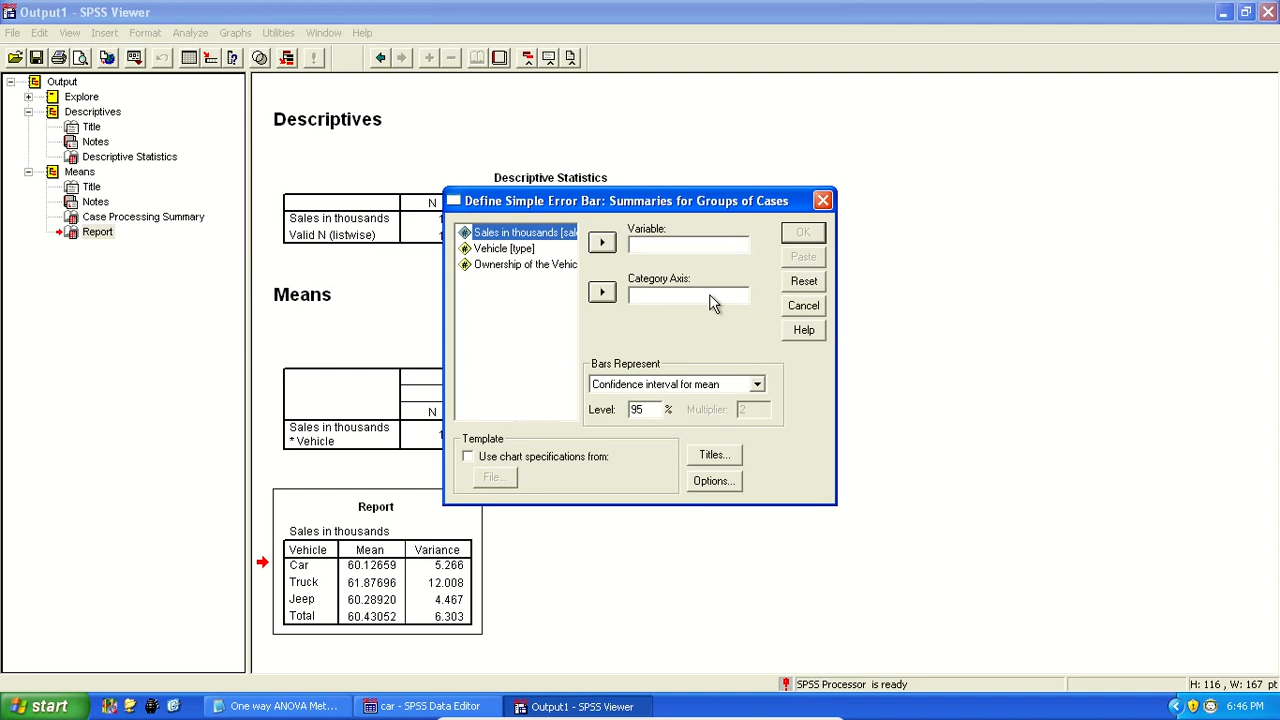 Output1 - SPSS Viewer
File Edit View Insert Format Analyze Graphs Utilities Window Help
Output
Explore
Descriptives
Title
Notes
Descriptive Statistics
Means
Title
Notes
Case Processing Summary
Report
Descriptives
Descriptive Statistics
N
Sales in thousands
Valid N (listwise)
Means
N
Sales in thousands
* Vehicle
Report
Sales in thousands
Vehicle Mean Variance
Car 60.12659 5.266
Truck 61.87696 12.008
Jeep 60.28920 4.467
Total 60.43052 6.303
Define Simple Error Bar: Summaries for Groups of Cases
Sales in thousands [sal
Vehicle [type]
Ownership of the Vehic
Variable:
Category Axis:
OK
Paste
Reset
Cancel
Help
Bars Represent
Confidence interval for mean
Level: 95 % Multiplier: 2
Template
Use chart specifications from:
File...
Titles...
Options...
SPSS Processor is ready
H: 116 , W: 167 pt
start
One way ANOVA Met...
car - SPSS Data Editor
Output1 - SPSS Viewer
6:46 PM